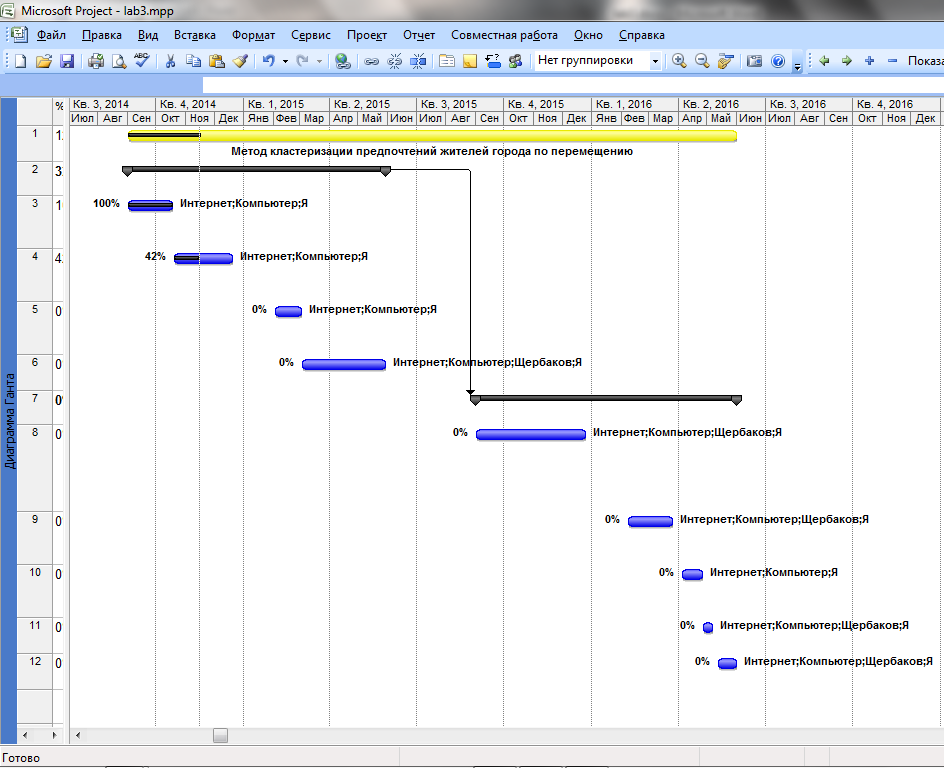 Microsoft Project - lab3.mpp
Файл Правка Вид Вставка Формат Сервис Проект Отчет Совместная работа Окно Справка
Нет группировки Показа
% Кв. 3, 2014 Кв. 4, 2014 Кв. 1, 2015 Кв. 2, 2015 Кв. 3, 2015 Кв. 4, 2015 Кв. 1, 2016 Кв. 2, 2016 Кв. 3, 2016 Кв. 4, 2016
Июл Авг Сен Окт Ноя Дек Янв Фев Мар Апр Май Июн Июл Авг Сен Окт Ноя Дек Янв Фев Мар Апр Май Июн Июл Авг Сен Окт Ноя Дек
1
Метод кластеризации предпочтений жителей города по перемещению
2 3
3 100% Интернет;Компьютер;Я
4 42% Интернет;Компьютер;Я
5 0 0% Интернет;Компьютер;Я
6 0 0% Интернет;Компьютер;Щербаков;Я
7
8 0 0% Интернет;Компьютер;Щербаков;Я
9 0 0% Интернет;Компьютер;Щербаков;Я
10 0 0% Интернет;Компьютер;Я
11 0 0% Интернет;Компьютер;Щербаков;Я
12 0 0% Интернет;Компьютер;Щербаков;Я
Диаграмма Ганта
Готово